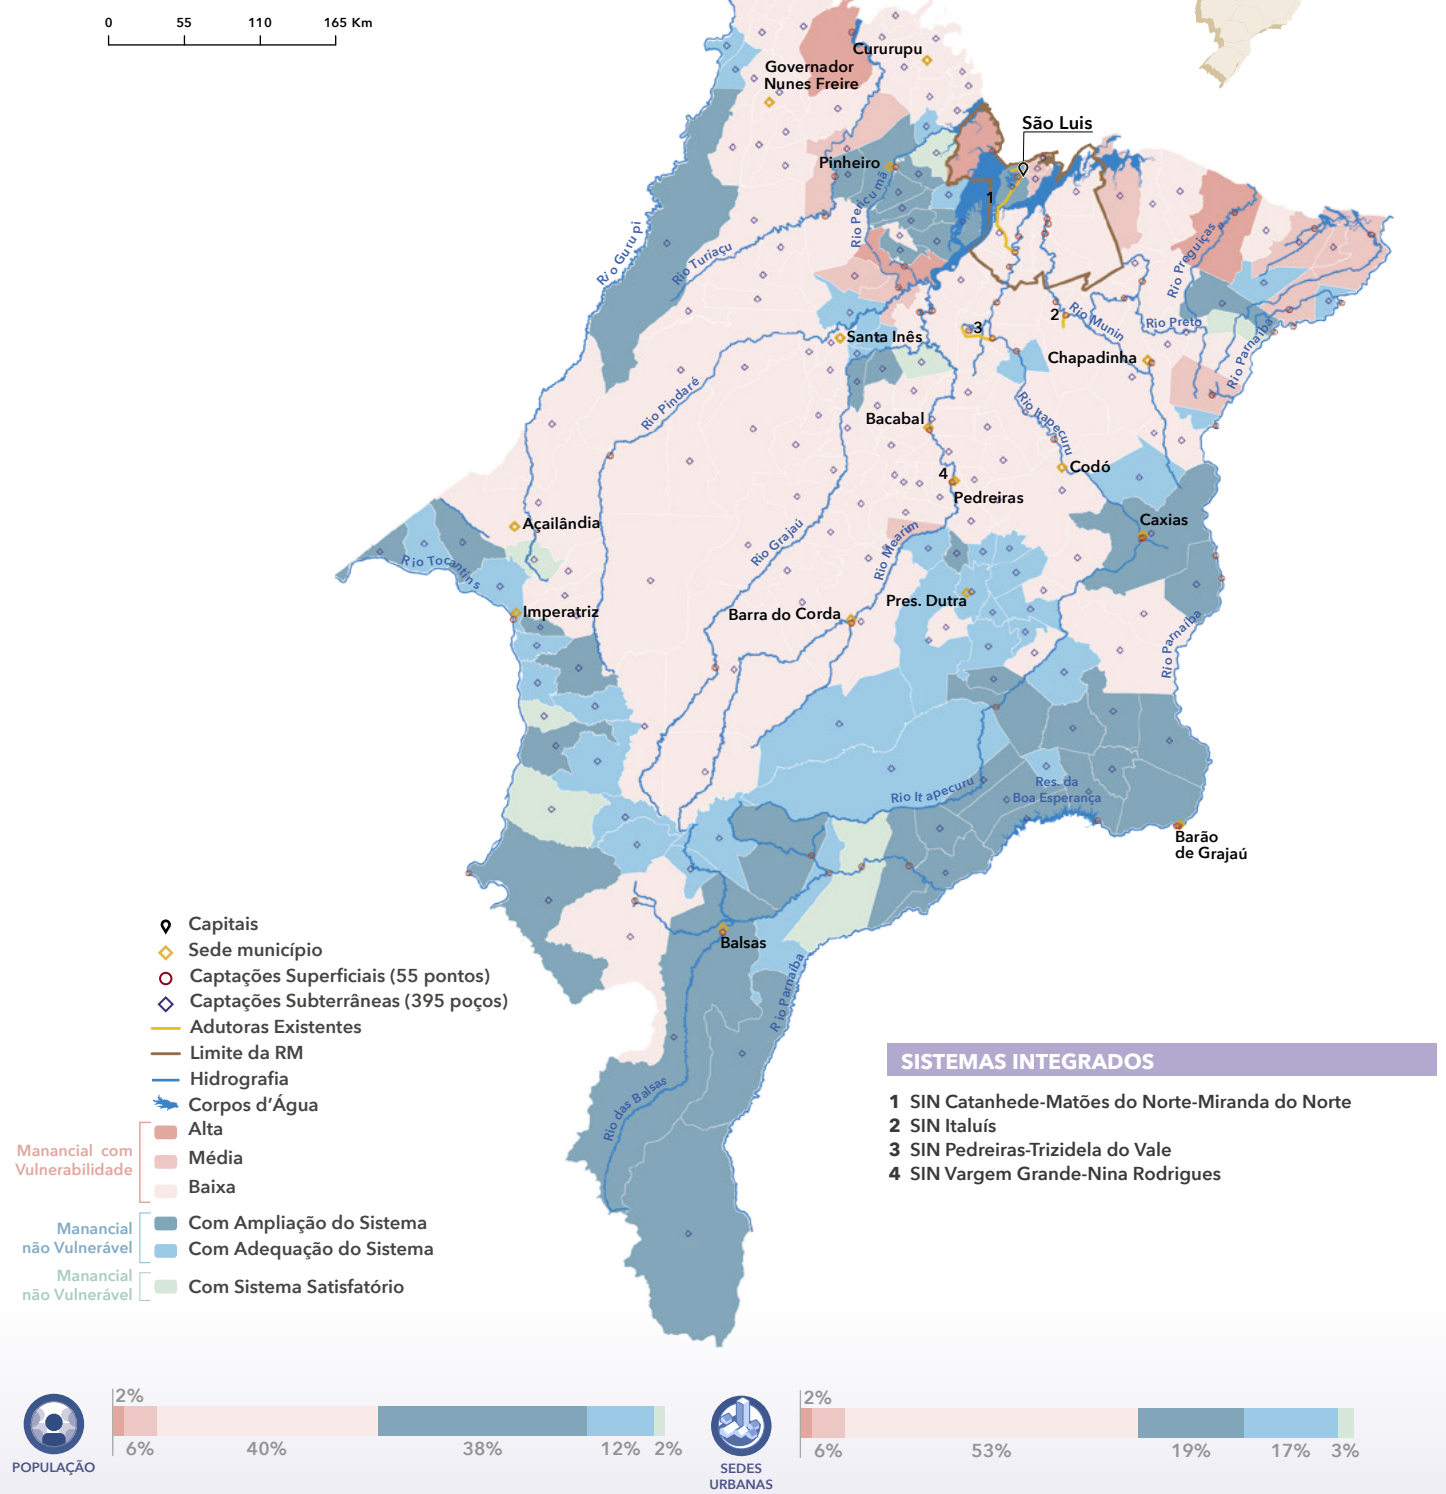 0 55 110 165 Km
Cururupu
Governador
Nunes Freire
São Luis
Pinheiro
1
Rio Pericumã
Rio Gurupi
Rio Turiaçu
Rio Preguiças
2
Rio Munin
Rio Preto
3
Santa Inês
Chapadinha
Rio Parnaíba
Rio Pindaré
Rio Itapecuru
Bacabal
Codó
4
Pedreiras
Açailândia
Caxias
Rio Grajaú
Rio Mearim
Rio Tocantins
Pres. Dutra
Imperatriz
Barra do Corda
Rio Parnaíba
Rio Itapecuru
Res. da
Boa Esperança
Barão
de Grajaú
Balsas
Rio Parnaíba
Rio das Balsas
Capitais
Sede município
Captações Superficiais (55 pontos)
Captações Subterrâneas (395 poços)
Adutoras Existentes
Limite da RM
Hidrografia
Corpos d’Água
Manancial com
Vulnerabilidade
Alta
Média
Baixa
Manancial
não Vulnerável
Com Ampliação do Sistema
Com Adequação do Sistema
Manancial
não Vulnerável
Com Sistema Satisfatório
SISTEMAS INTEGRADOS
1 SIN Catanhede-Matões do Norte-Miranda do Norte
2 SIN Italuís
3 SIN Pedreiras-Trizidela do Vale
4 SIN Vargem Grande-Nina Rodrigues
POPULAÇÃO
2%
6% 40% 38% 12% 2%
SEDES
URBANAS
2%
6% 53% 19% 17% 3%